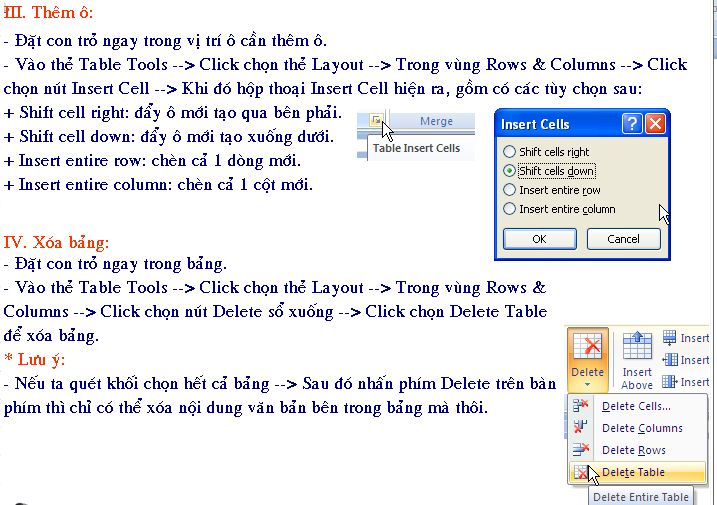 III. Thêm ô:
- Đặt con trỏ ngay trong vị trí ô cần thêm ô.
- Vào thẻ Table Tools --> Click chọn thẻ Layout --> Trong vùng Rows & Columns --> Click
chọn nút Insert Cell --> Khi đó hộp thoại Insert Cell hiện ra, gồm có các tùy chọn sau:
+ Shift cell right: đẩy ô mới tạo qua bên phải.
+ Shift cell down: đẩy ô mới tạo xuống dưới.
+ Insert entire row: chèn cả 1 dòng mới.
+ Insert entire column: chèn cả 1 cột mới.
Merge
Table Insert Cells
Insert Cells
Shift cells right
Shift cells down
Insert entire row
Insert entire column
OK Cancel
IV. Xóa bảng:
- Đặt con trỏ ngay trong bảng.
- Vào thẻ Table Tools --> Click chọn thẻ Layout --> Trong vùng Rows &
Columns --> Click chọn nút Delete sổ xuống --> Click chọn Delete Table
để xóa bảng.
* Lưu ý:
- Nếu ta quét khối chọn hết cả bảng --> Sau đó nhấn phím Delete trên bàn
phím thì chỉ có thể xóa nội dung văn bản bên trong bảng mà thôi.
Delete
Insert
Above
Insert
Insert
Insert
Delete Cells...
Delete Columns
Delete Rows
Delete Table
Delete Entire Table